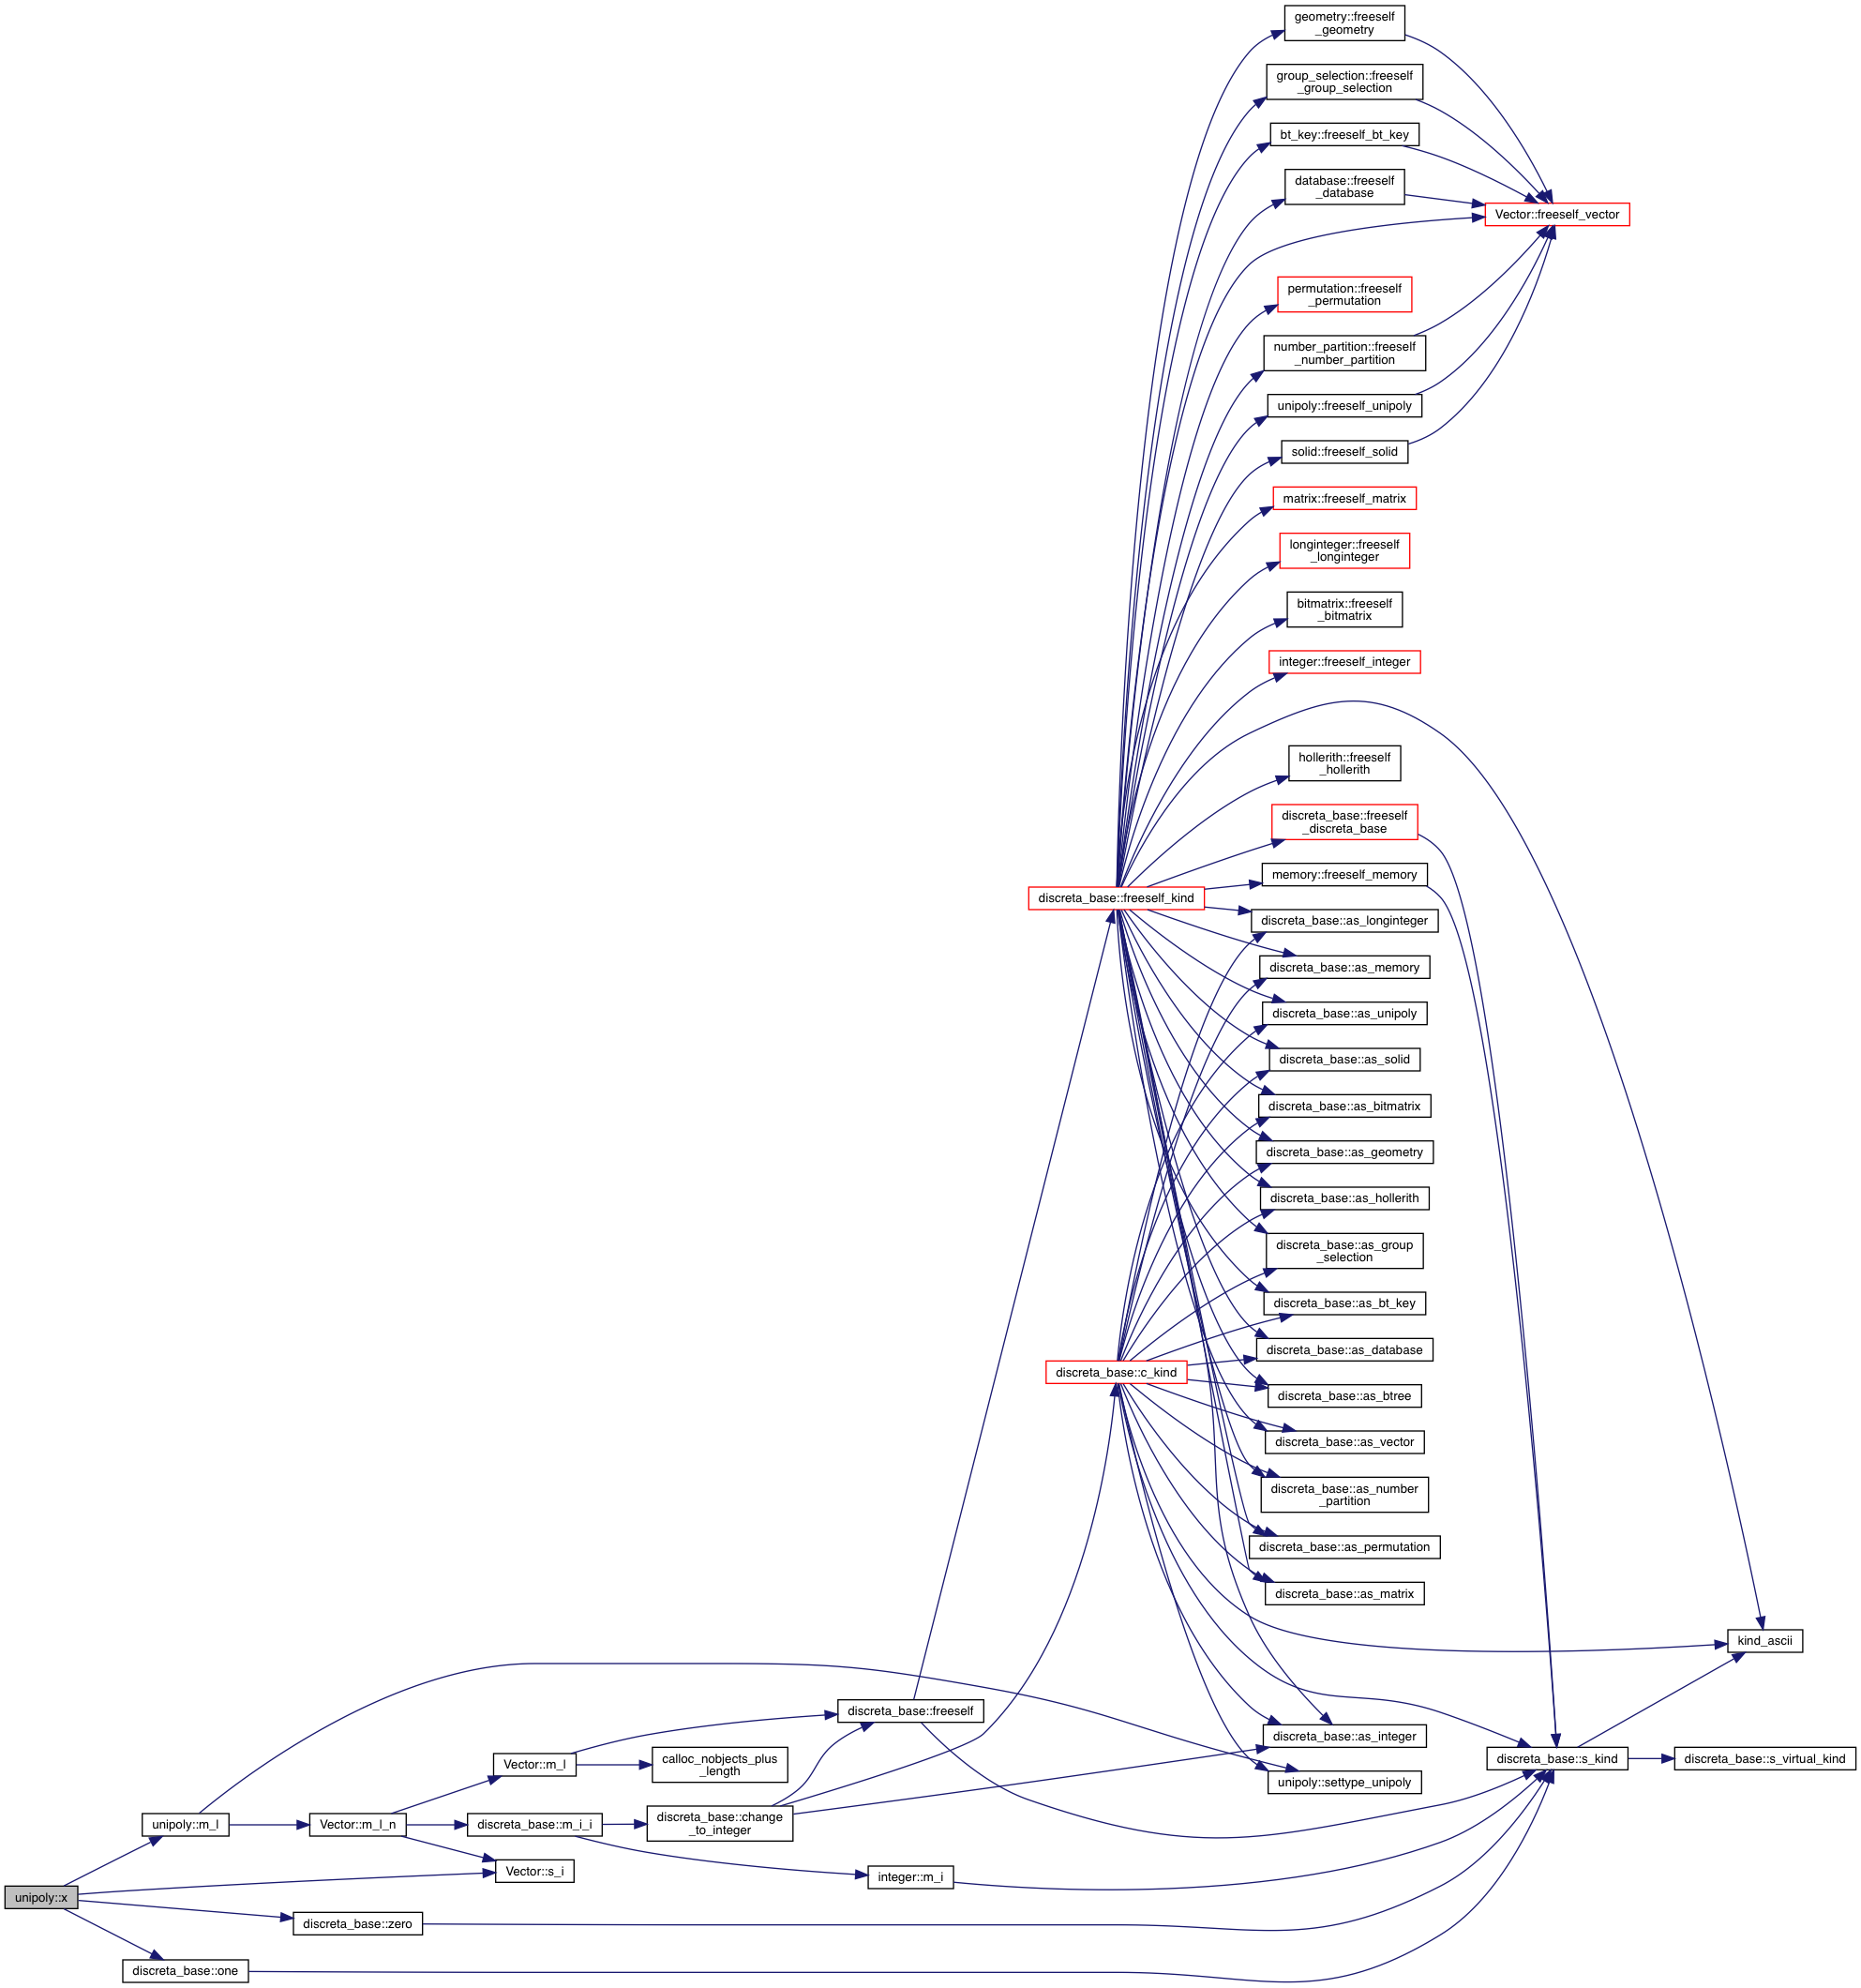 geometry::freeself
_geometry
group_selection::freeself
_group_selection
bt_key::freeself_bt_key
database::freeself
_database
Vector::freeself_vector
permutation::freeself
_permutation
number_partition::freeself
_number_partition
unipoly::freeself_unipoly
solid::freeself_solid
matrix::freeself_matrix
longinteger::freeself
_longinteger
bitmatrix::freeself
_bitmatrix
integer::freeself_integer
hollerith::freeself
_hollerith
discreta_base::freeself
_discreta_base
memory::freeself_memory
discreta_base::freeself_kind
discreta_base::as_longinteger
discreta_base::as_memory
discreta_base::as_unipoly
discreta_base::as_solid
discreta_base::as_bitmatrix
discreta_base::as_geometry
discreta_base::as_hollerith
discreta_base::as_group
_selection
discreta_base::as_bt_key
discreta_base::as_database
discreta_base::c_kind
discreta_base::as_btree
discreta_base::as_vector
discreta_base::as_number
_partition
discreta_base::as_permutation
discreta_base::as_matrix
kind_ascii
discreta_base::freeself
discreta_base::as_integer
Vector::m_l
calloc_nobjects_plus
_length
discreta_base::s_kind
discreta_base::s_virtual_kind
unipoly::settype_unipoly
unipoly::m_l
Vector::m_l_n
discreta_base::m_i_i
discreta_base::change
_to_integer
Vector::s_i
integer::m_i
unipoly::x
discreta_base::zero
discreta_base::one